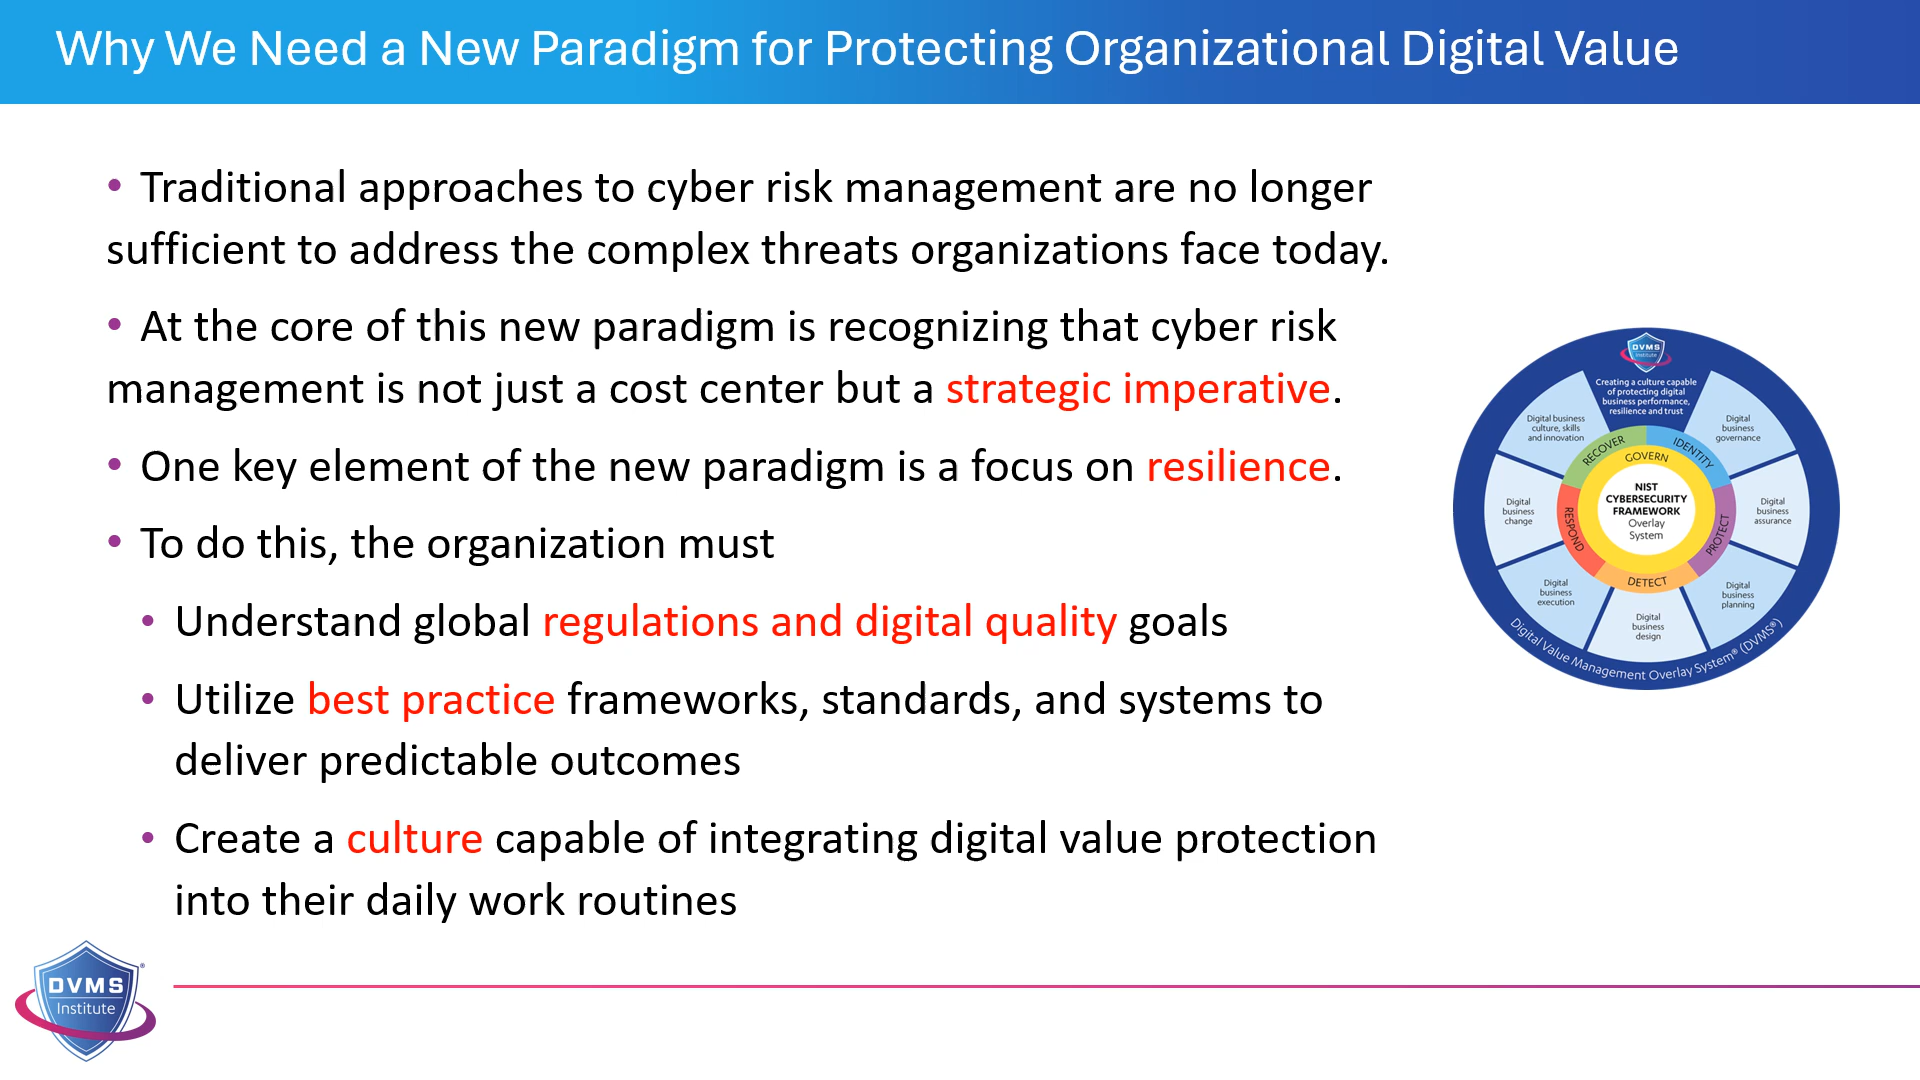 Why We Need a New Paradigm for Protecting Organizational Digital Value
• Traditional approaches to cyber risk management are no longer
sufficient to address the complex threats organizations face today.
• At the core of this new paradigm is recognizing that cyber risk
management is not just a cost center but a strategic imperative.
• One key element of the new paradigm is a focus on resilience.
• To do this, the organization must
• Understand global regulations and digital quality goals
• Utilize best practice frameworks, standards, and systems to
deliver predictable outcomes
• Create a culture capable of integrating digital value protection
into their daily work routines
DVMS
Institute
Creating a culture capable
of protecting digital
business performance,
resilience and trust
Digital business
culture, skills
and innovation
Digital
business
governance
Digital
business
change
Digital
business
assurance
Digital
business
execution
Digital
business
planning
Digital
business
design
RECOVER
IDENTITY
GOVERN
RESPOND
PROTECT
DETECT
NIST
CYBERSECURITY
FRAMEWORK
Overlay
System
Digital Value Management Overlay System® (DVMS®)
DVMS®
Institute